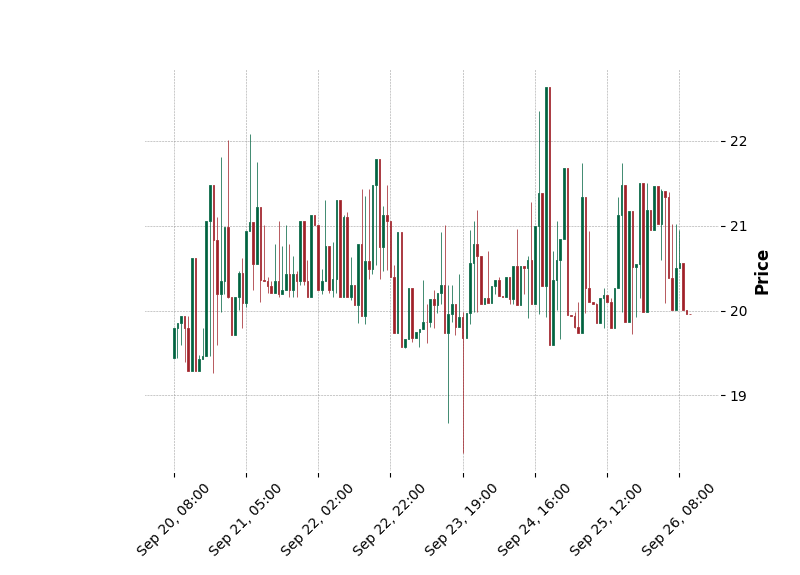 22
21
20
19
Price
Sep 20, 08:00
Sep 21, 05:00
Sep 22, 02:00
Sep 22, 22:00
Sep 23, 19:00
Sep 24, 16:00
Sep 25, 12:00
Sep 26, 08:00